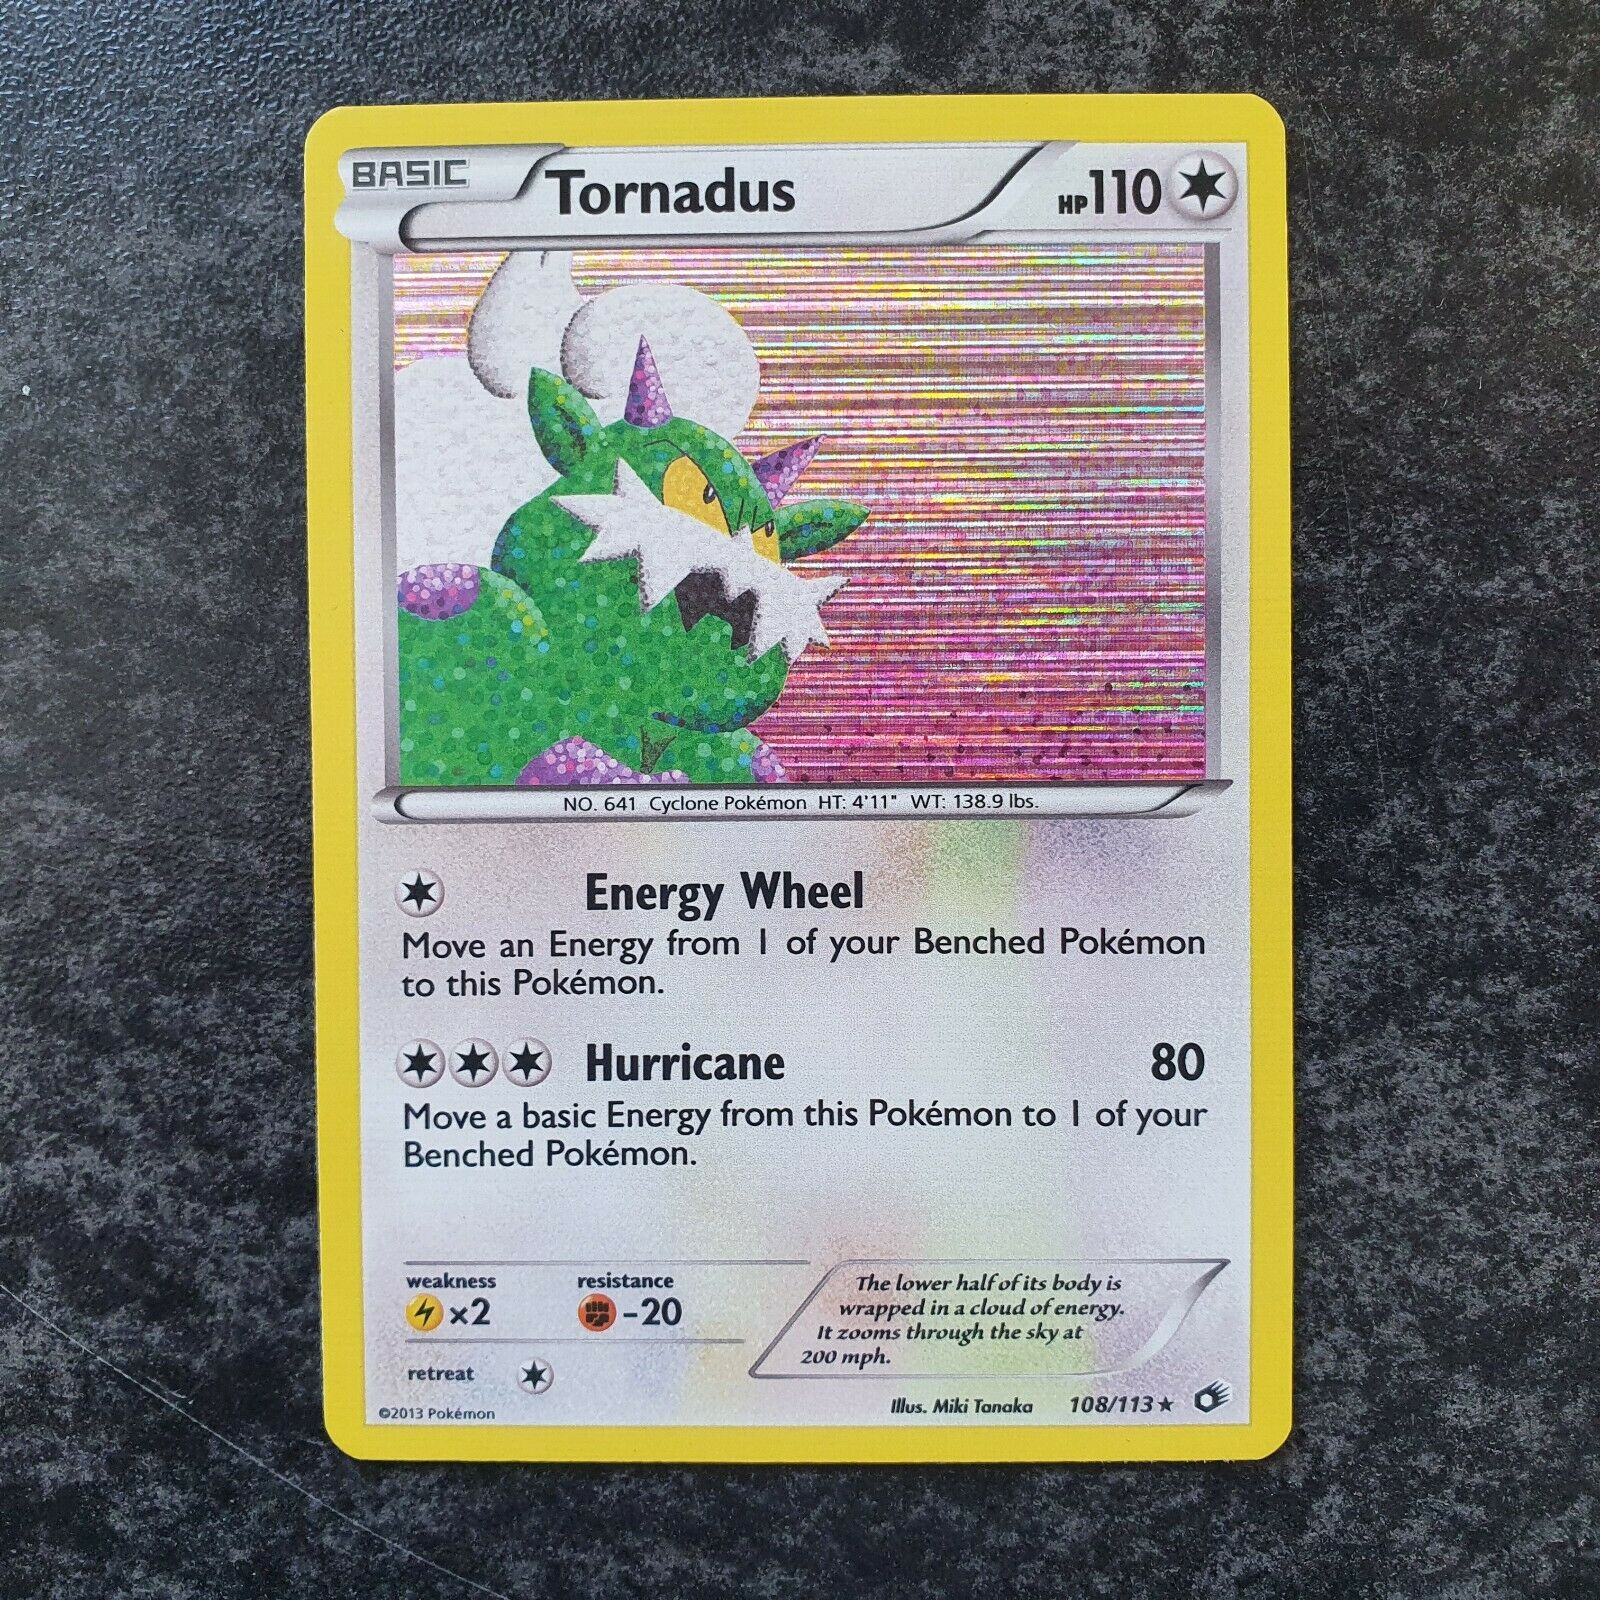 BASIC Tornadus HP110
NO. 641 Cyclone Pokémon HT: 4'11" WT: 138.9 lbs.
Energy Wheel
Move an Energy from 1 of your Benched Pokémon
to this Pokémon.
Hurricane 80
Move a basic Energy from this Pokémon to 1 of your
Benched Pokémon.
weakness resistance
×2 -20
retreat
The lower half of its body is
wrapped in a cloud of energy.
It zooms through the sky at
200 mph.
©2013 Pokémon
Illus. Miki Tanaka 108/113 ★